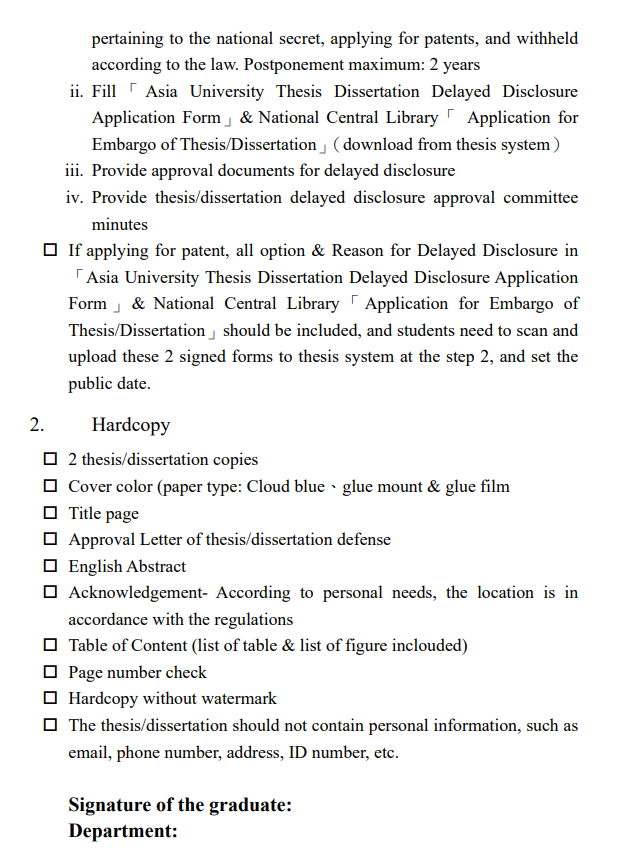 pertaining to the national secret, applying for patents, and withheld
according to the law. Postponement maximum: 2 years
ii. Fill「 Asia University Thesis Dissertation Delayed Disclosure
Application Form」& National Central Library「 Application for
Embargo of Thesis/Dissertation」（download from thesis system）
iii. Provide approval documents for delayed disclosure
iv. Provide thesis/dissertation delayed disclosure approval committee
minutes
☐ If applying for patent, all option & Reason for Delayed Disclosure in
「Asia University Thesis Dissertation Delayed Disclosure Application
Form」& National Central Library「Application for Embargo of
Thesis/Dissertation」should be included, and students need to scan and
upload these 2 signed forms to thesis system at the step 2, and set the
public date.
2. Hardcopy
☐ 2 thesis/dissertation copies
☐ Cover color (paper type: Cloud blue、glue mount & glue film
☐ Title page
☐ Approval Letter of thesis/dissertation defense
☐ English Abstract
☐ Acknowledgement- According to personal needs, the location is in
accordance with the regulations
☐ Table of Content (list of table & list of figure inclouded)
☐ Page number check
☐ Hardcopy without watermark
☐ The thesis/dissertation should not contain personal information, such as
email, phone number, address, ID number, etc.
Signature of the graduate:
Department: